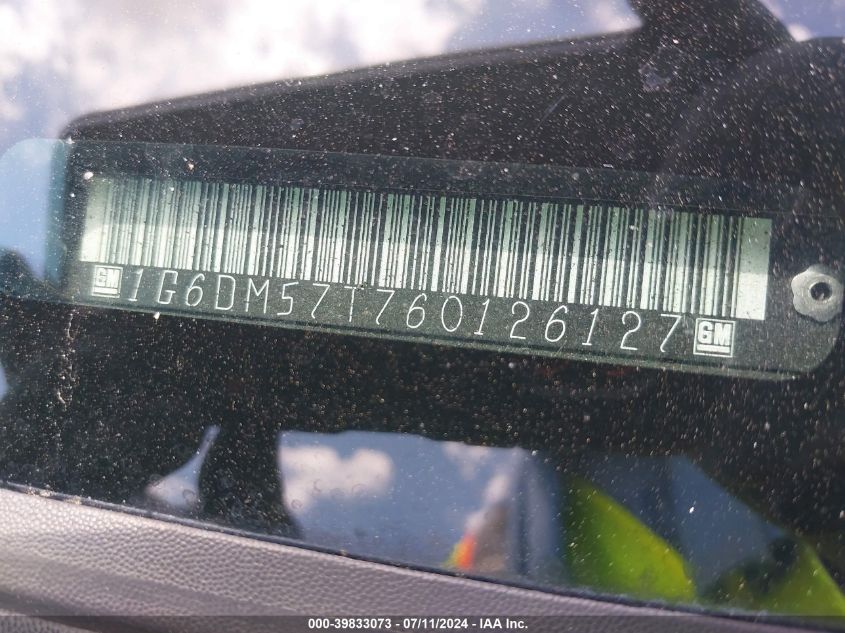 GM 1G6DM57T760126127 GM
000-39833073 - 07/11/2024 - IAA Inc.